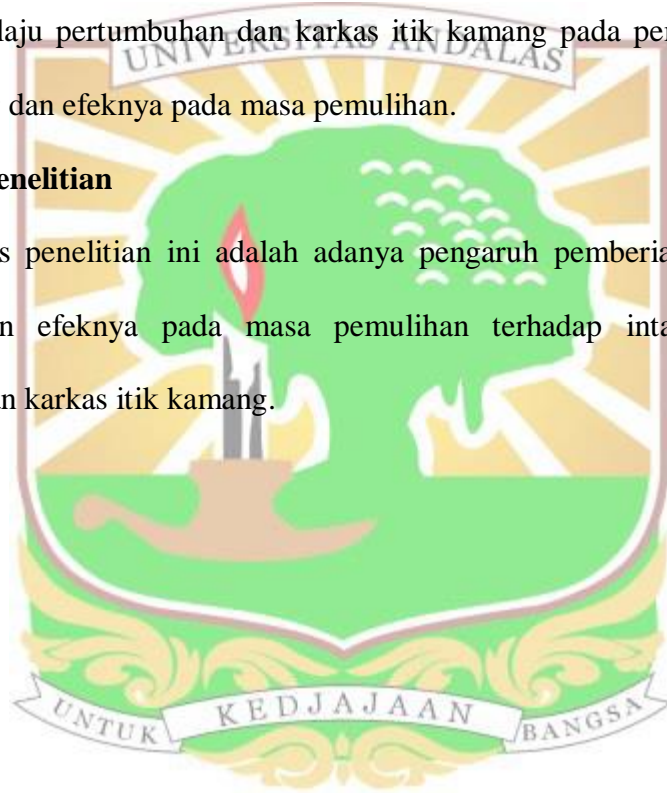 laju pertumbuhan dan karkas itik kamang pada per
UNIVERSITAS ANDALAS
dan efeknya pada masa pemulihan.
enelitian
s penelitian ini adalah adanya pengaruh pemberia
n efeknya pada masa pemulihan terhadap inta
n karkas itik kamang.
UNTUK KEDJAJAAN BANGSA